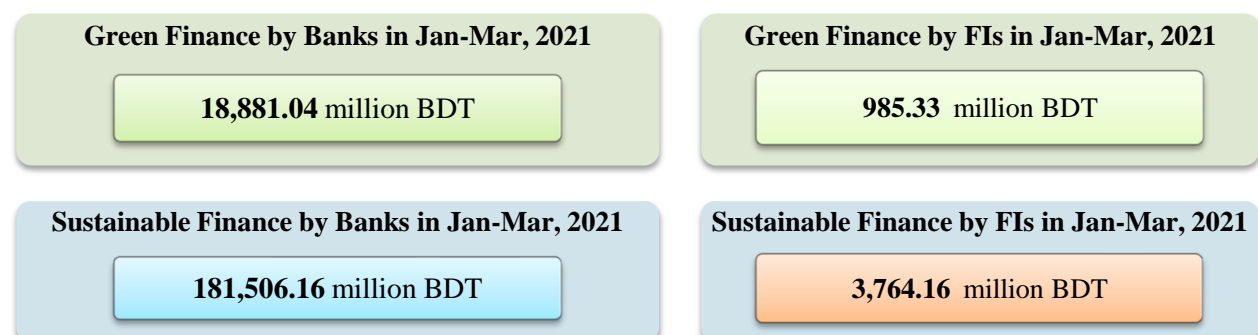 Green Finance by Banks in Jan-Mar, 2021
18,881.04 million BDT
Green Finance by FIs in Jan-Mar, 2021
985.33 million BDT
Sustainable Finance by Banks in Jan-Mar, 2021
181,506.16 million BDT
Sustainable Finance by FIs in Jan-Mar, 2021
3,764.16 million BDT